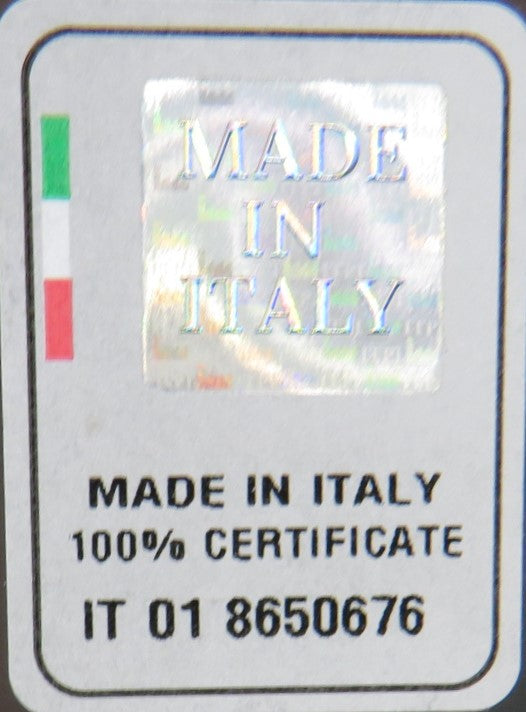 MADE
IN
ITALY
MADE IN ITALY
100% CERTIFICATE
IT 01 8650676